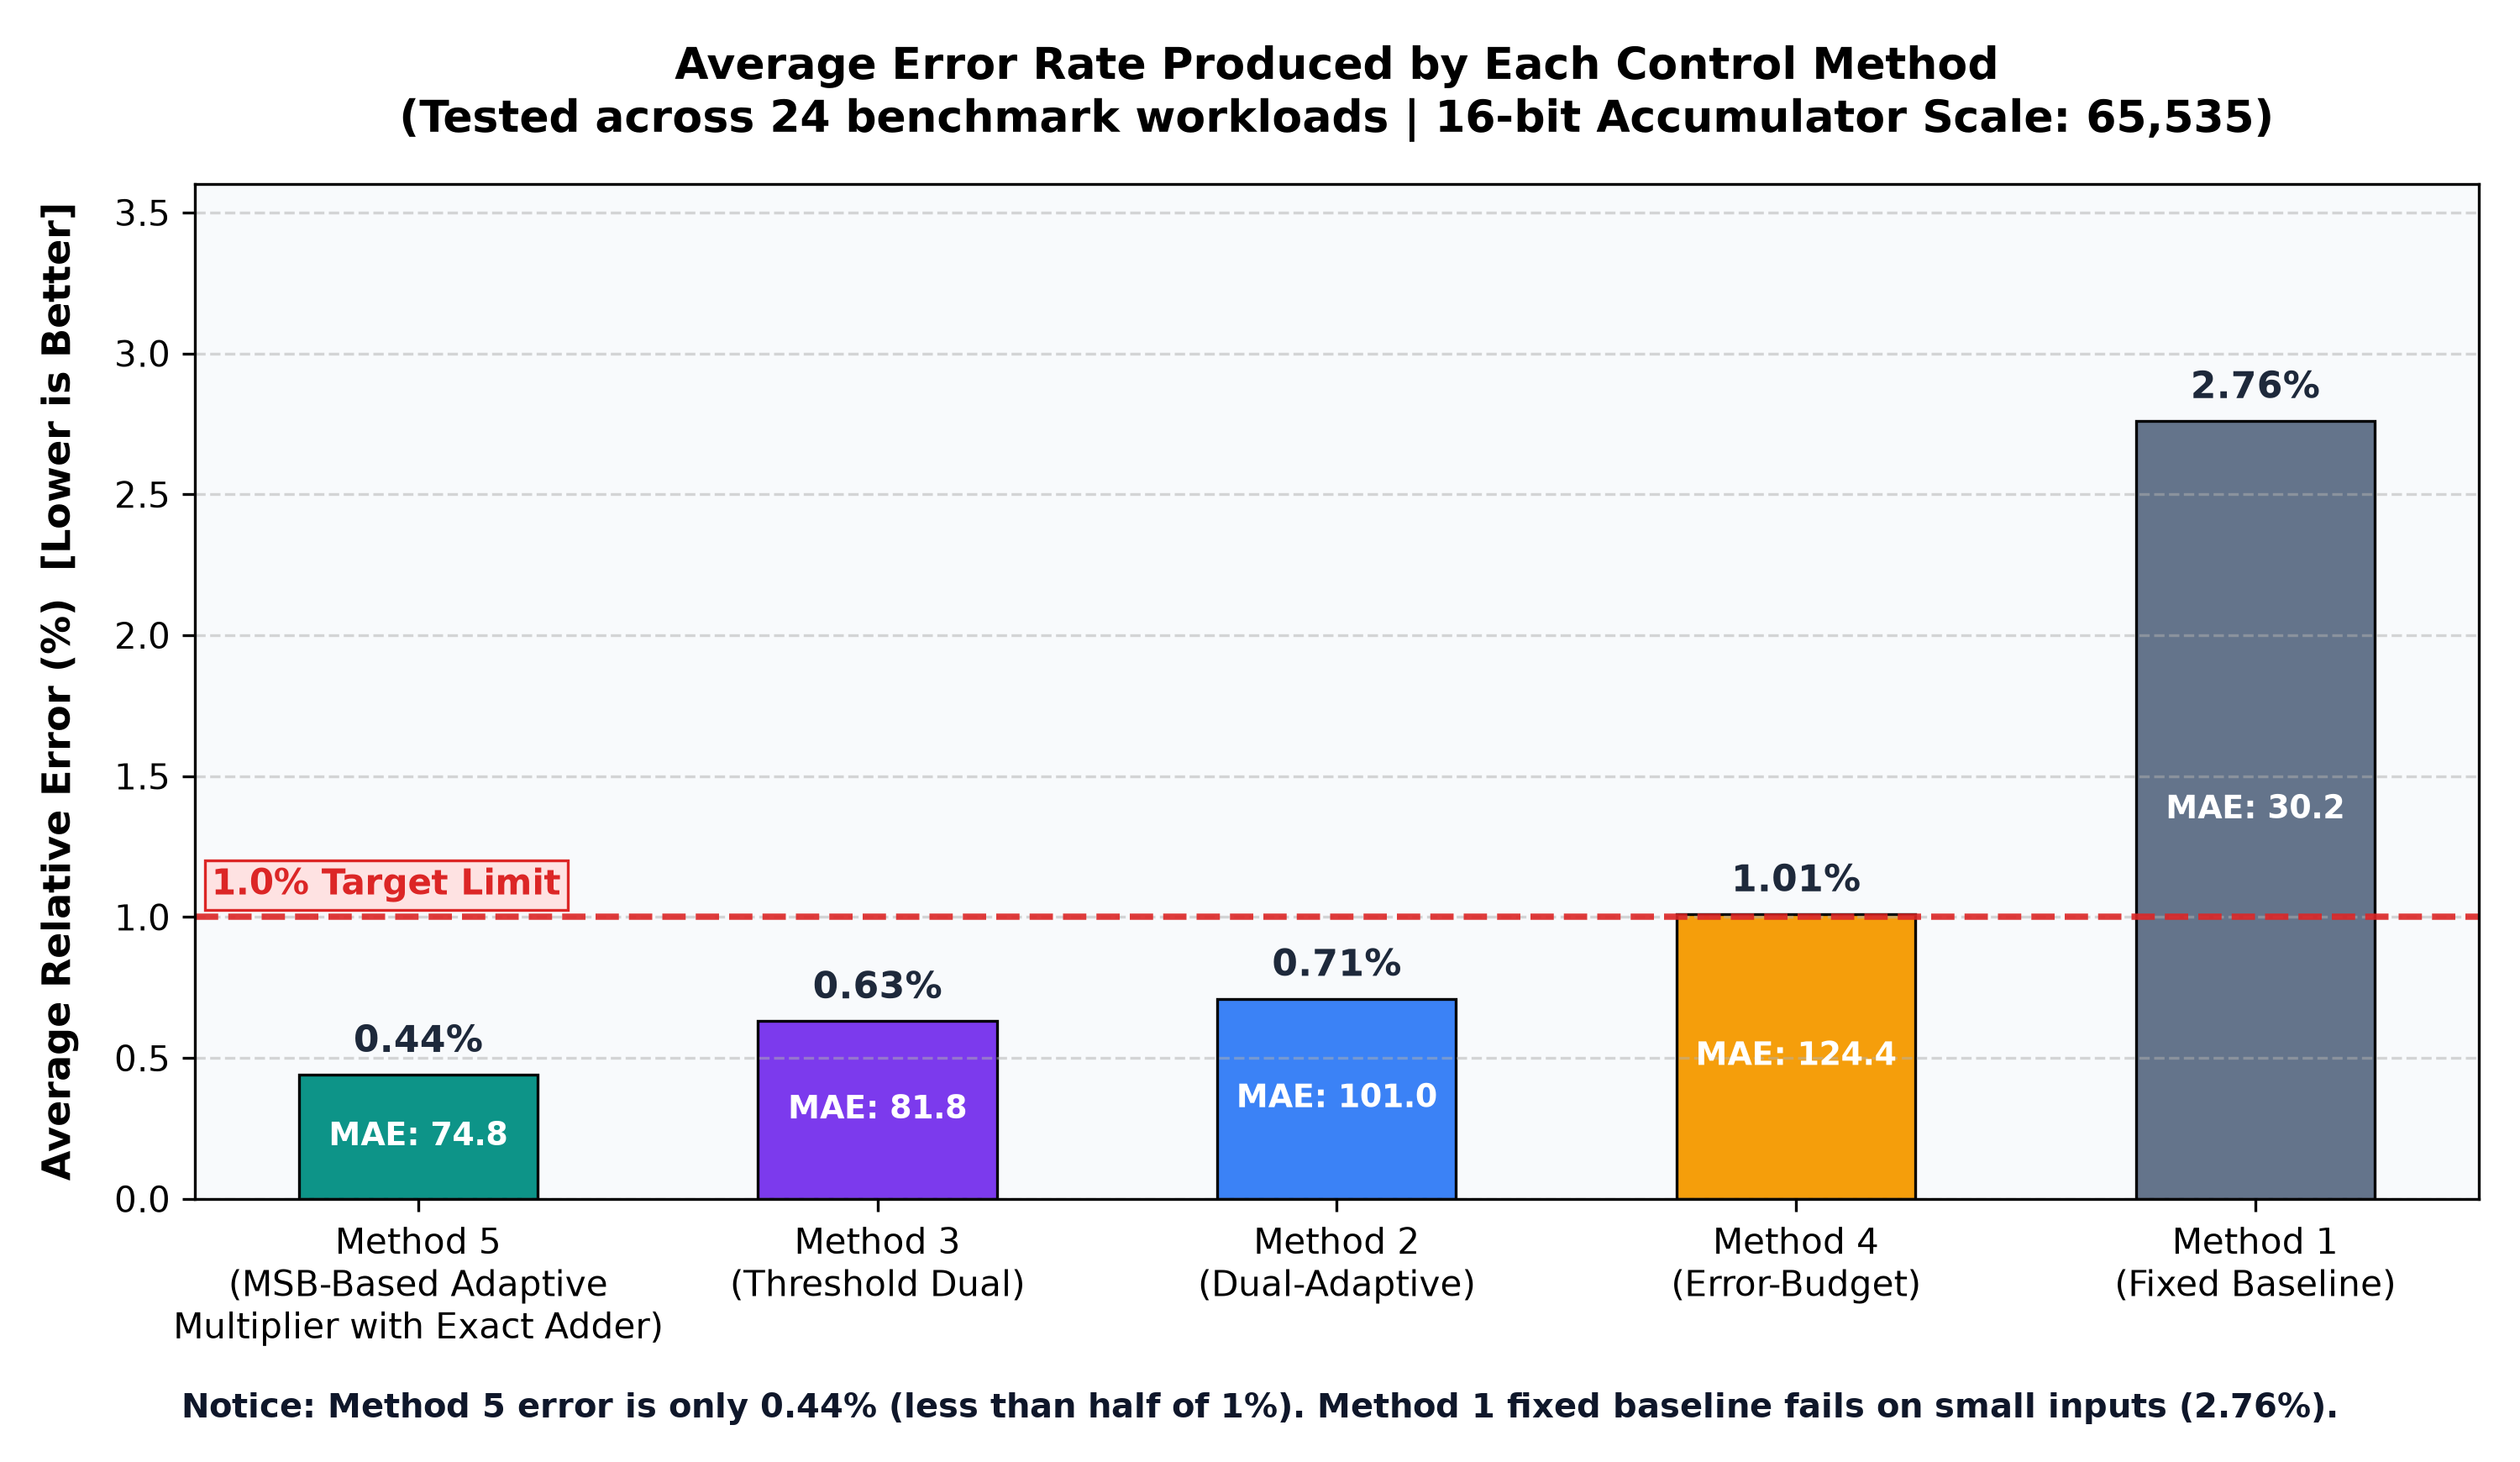 Average Error Rate Produced by Each Control Method
(Tested across 24 benchmark workloads | 16-bit Accumulator Scale: 65,535)
Average Relative Error (%)  [Lower is Better]
3.5
3.0
2.5
2.0
1.5
1.0
0.5
0.0
1.0% Target Limit
0.44%
MAE: 74.8
0.63%
MAE: 81.8
0.71%
MAE: 101.0
1.01%
MAE: 124.4
2.76%
MAE: 30.2
Method 5
(MSB-Based Adaptive
Multiplier with Exact Adder)
Method 3
(Threshold Dual)
Method 2
(Dual-Adaptive)
Method 4
(Error-Budget)
Method 1
(Fixed Baseline)
Notice: Method 5 error is only 0.44% (less than half of 1%). Method 1 fixed baseline fails on small inputs (2.76%).